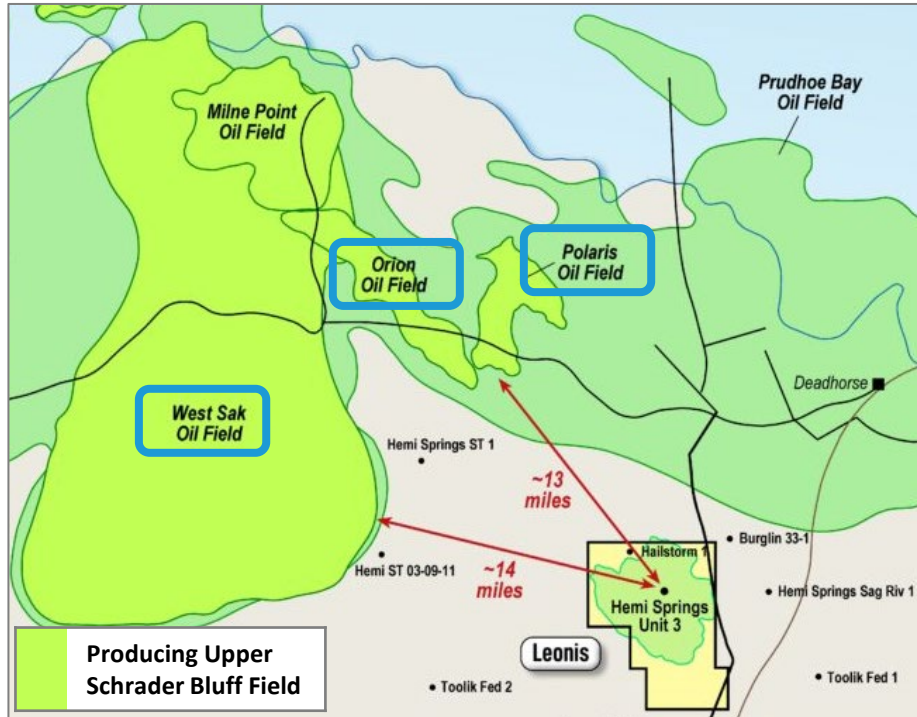 Prudhoe Bay
Oil Field
Milne Point
Oil Field
Orion
Oil Field
Polaris
Oil Field
Deadhorse
West Sak
Oil Field
Hemi Springs ST 1
~13
miles
Burglin 33-1
Hailstorm 1
Hemi ST 03-09-11
~14
miles
Hemi Springs Sag Riv 1
Hemi Springs
Unit 3
Leonis
Producing Upper
Schrader Bluff Field
Toolik Fed 2
Toolik Fed 1